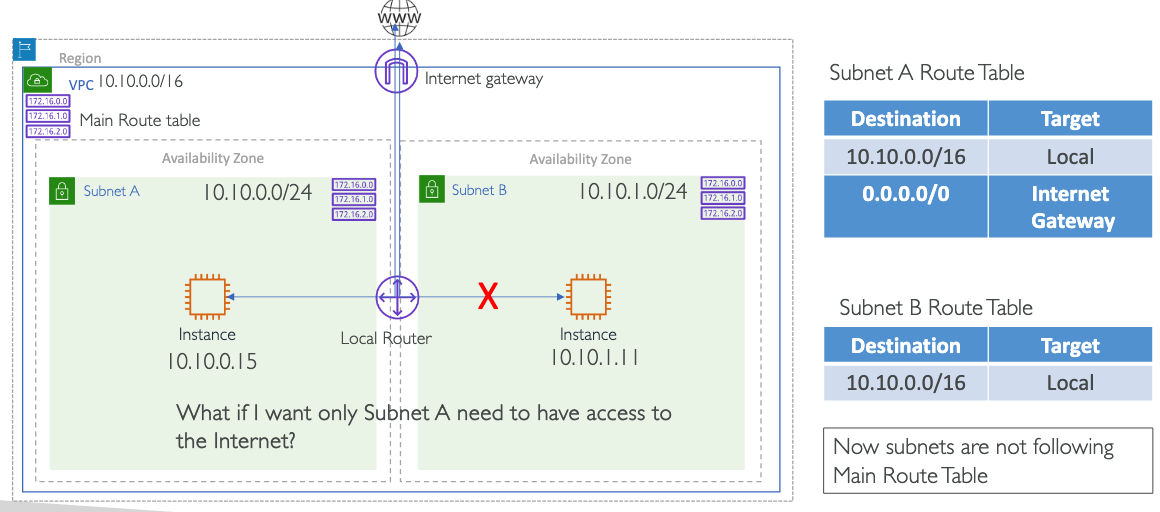 WWW
Region
Internet gateway
VPC 10.10.0.0/16
172.16.0.0
172.16.1.0
172.16.2.0
Main Route table
Availability Zone
Subnet A
10.10.0.0/24
172.16.0.0
172.16.1.0
172.16.2.0
Instance
10.10.0.15
Availability Zone
Subnet B
10.10.1.0/24
172.16.0.0
172.16.1.0
172.16.2.0
X
Local Router
Instance
10.10.1.11
What if I want only Subnet A need to have access to
the Internet?
Subnet A Route Table
Destination Target
10.10.0.0/16 Local
0.0.0.0/0 Internet
Gateway
Subnet B Route Table
Destination Target
10.10.0.0/16 Local
Now subnets are not following
Main Route Table